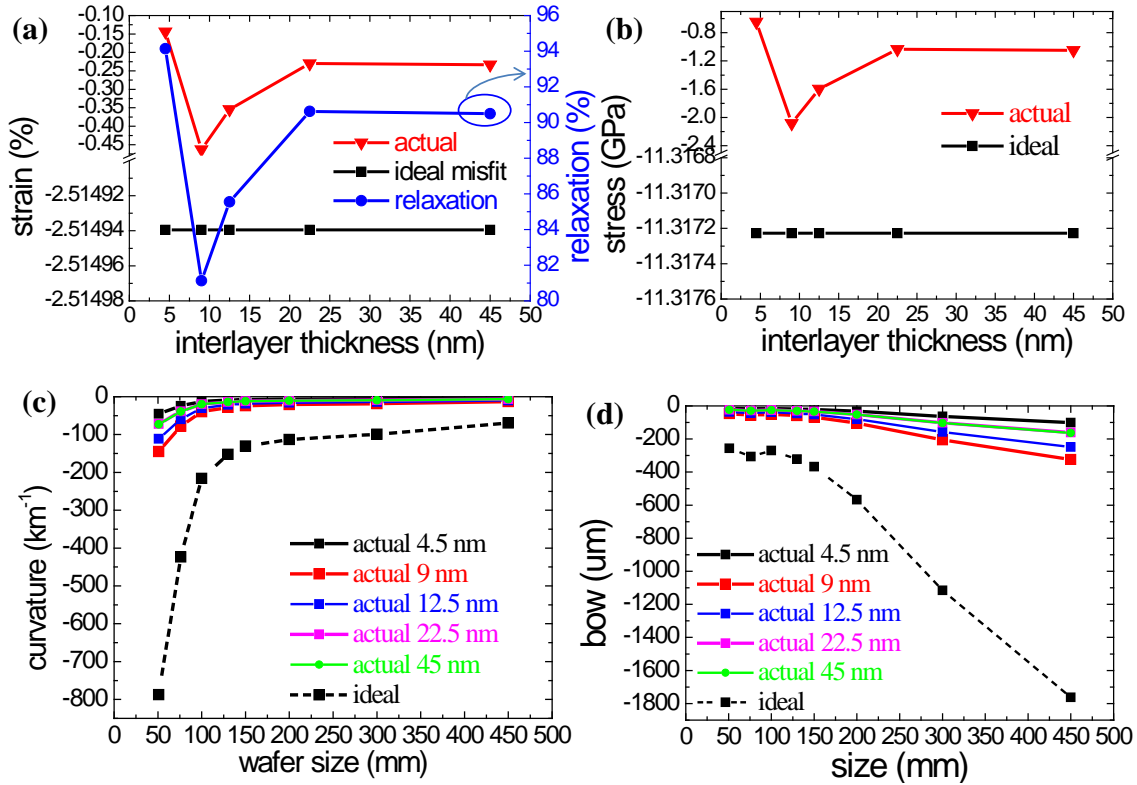 (a)
-0.10
-0.15
-0.20
-0.25
-0.30
-0.35
-0.40
-0.45
-2.51492
-2.51494
-2.51496
-2.51498
strain (%)
96
94
92
90
88
86
84
82
80
relaxation (%)
actual
ideal misfit
relaxation
0 5 10 15 20 25 30 35 40 45 50
interlayer thickness (nm)
(b)
-0.8
-1.2
-1.6
-2.0
-2.4
-11.3168
-11.3170
-11.3172
-11.3174
-11.3176
stress (GPa)
actual
ideal
0 5 10 15 20 25 30 35 40 45 50
interlayer thickness (nm)
(c)
0
-100
-200
-300
-400
-500
-600
-700
-800
curvature (km⁻¹)
actual 4.5 nm
actual 9 nm
actual 12.5 nm
actual 22.5 nm
actual 45 nm
ideal
0 50 100 150 200 250 300 350 400 450 500
wafer size (mm)
(d)
0
-200
-400
-600
-800
-1000
-1200
-1400
-1600
-1800
bow (um)
actual 4.5 nm
actual 9 nm
actual 12.5 nm
actual 22.5 nm
actual 45 nm
ideal
0 50 100 150 200 250 300 350 400 450 500
size (mm)